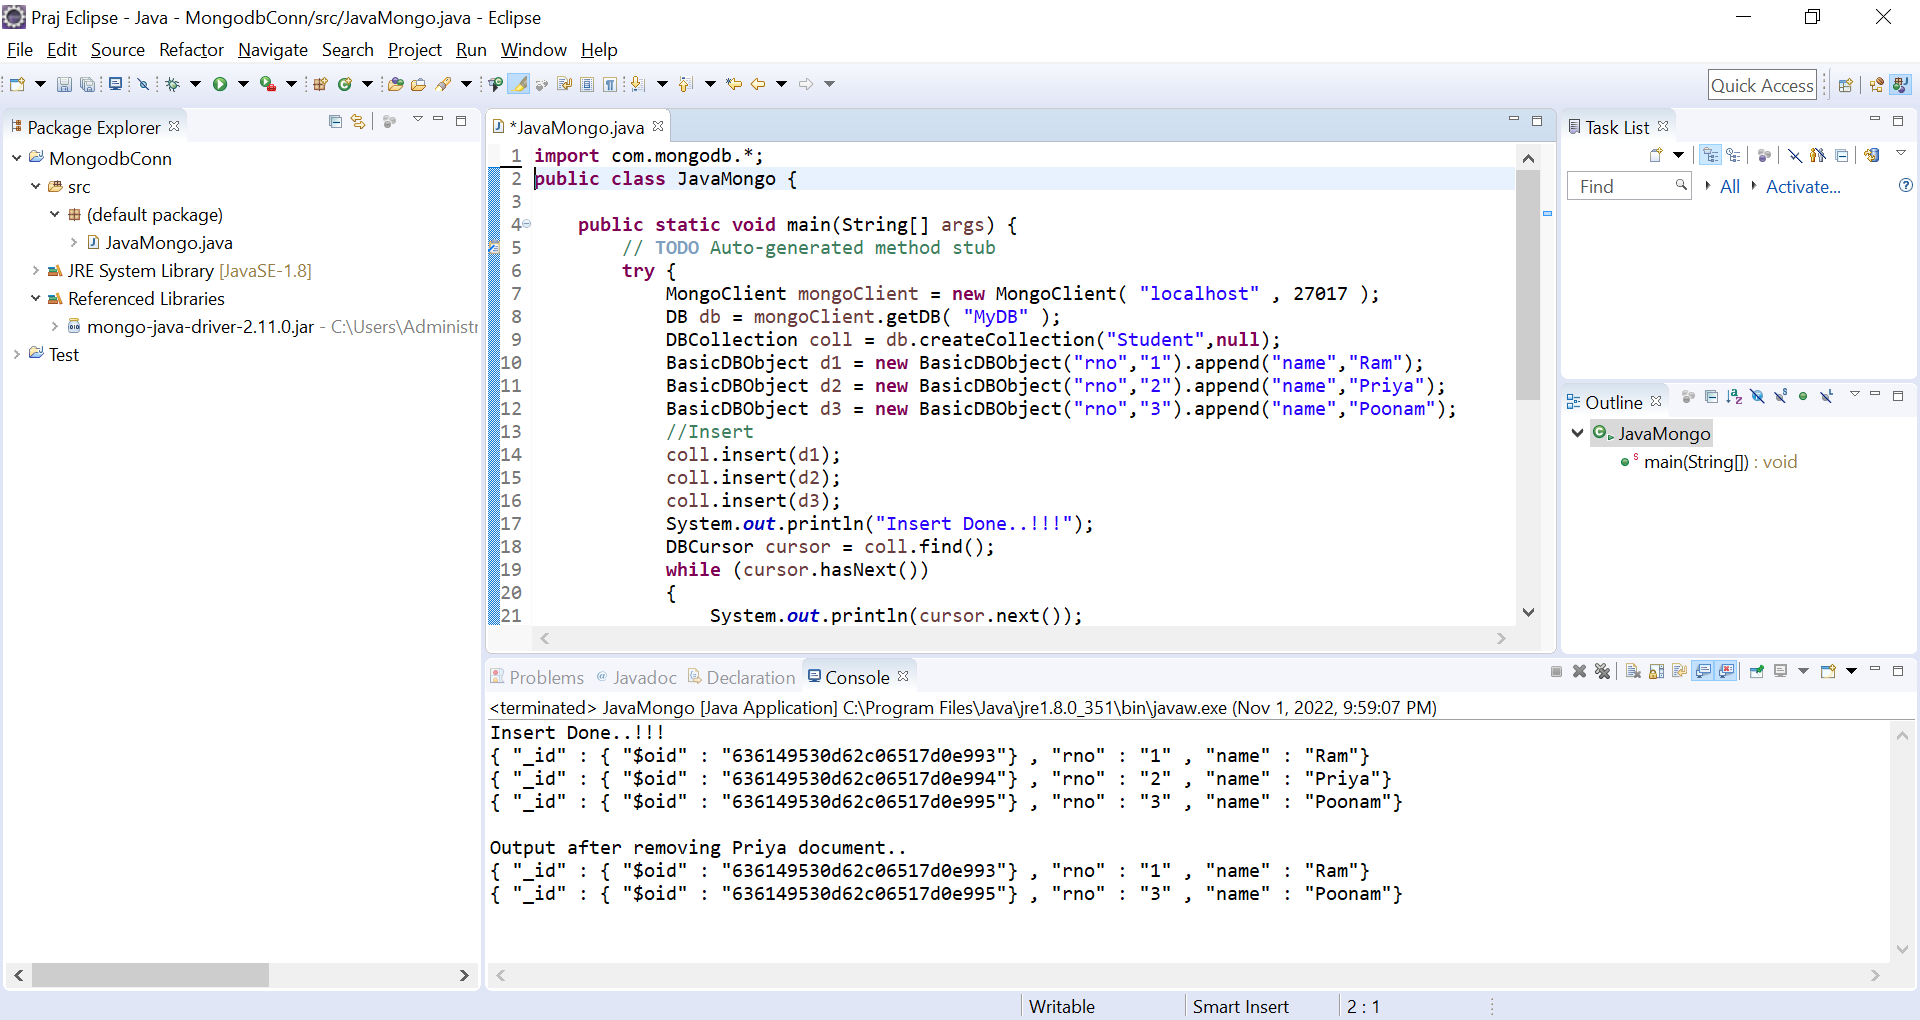 Praj Eclipse - Java - MongodbConn/src/JavaMongo.java - Eclipse
File Edit Source Refactor Navigate Search Project Run Window Help
Quick Access
Package Explorer
MongodbConn
src
(default package)
JavaMongo.java
JRE System Library [JavaSE-1.8]
Referenced Libraries
mongo-java-driver-2.11.0.jar - C:\Users\Administr
Test
*JavaMongo.java
1 import com.mongodb.*;
2 public class JavaMongo {
3
4 public static void main(String[] args) {
5 // TODO Auto-generated method stub
6 try {
7 MongoClient mongoClient = new MongoClient( "localhost" , 27017 );
8 DB db = mongoClient.getDB( "MyDB" );
9 DBCollection coll = db.createCollection("Student",null);
10 BasicDBObject d1 = new BasicDBObject("rno","1").append("name","Ram");
11 BasicDBObject d2 = new BasicDBObject("rno","2").append("name","Priya");
12 BasicDBObject d3 = new BasicDBObject("rno","3").append("name","Poonam");
13 //Insert
14 coll.insert(d1);
15 coll.insert(d2);
16 coll.insert(d3);
17 System.out.println("Insert Done..!!!");
18 DBCursor cursor = coll.find();
19 while (cursor.hasNext())
20 {
21 System.out.println(cursor.next());
Task List
Find All Activate...
Outline
JavaMongo
main(String[]) : void
Problems @ Javadoc Declaration Console
<terminated> JavaMongo [Java Application] C:\Program Files\Java\jre1.8.0_351\bin\javaw.exe (Nov 1, 2022, 9:59:07 PM)
Insert Done..!!!
{ "_id" : { "$oid" : "636149530d62c06517d0e993"} , "rno" : "1" , "name" : "Ram"}
{ "_id" : { "$oid" : "636149530d62c06517d0e994"} , "rno" : "2" , "name" : "Priya"}
{ "_id" : { "$oid" : "636149530d62c06517d0e995"} , "rno" : "3" , "name" : "Poonam"}
Output after removing Priya document..
{ "_id" : { "$oid" : "636149530d62c06517d0e993"} , "rno" : "1" , "name" : "Ram"}
{ "_id" : { "$oid" : "636149530d62c06517d0e995"} , "rno" : "3" , "name" : "Poonam"}
Writable Smart Insert 2 : 1